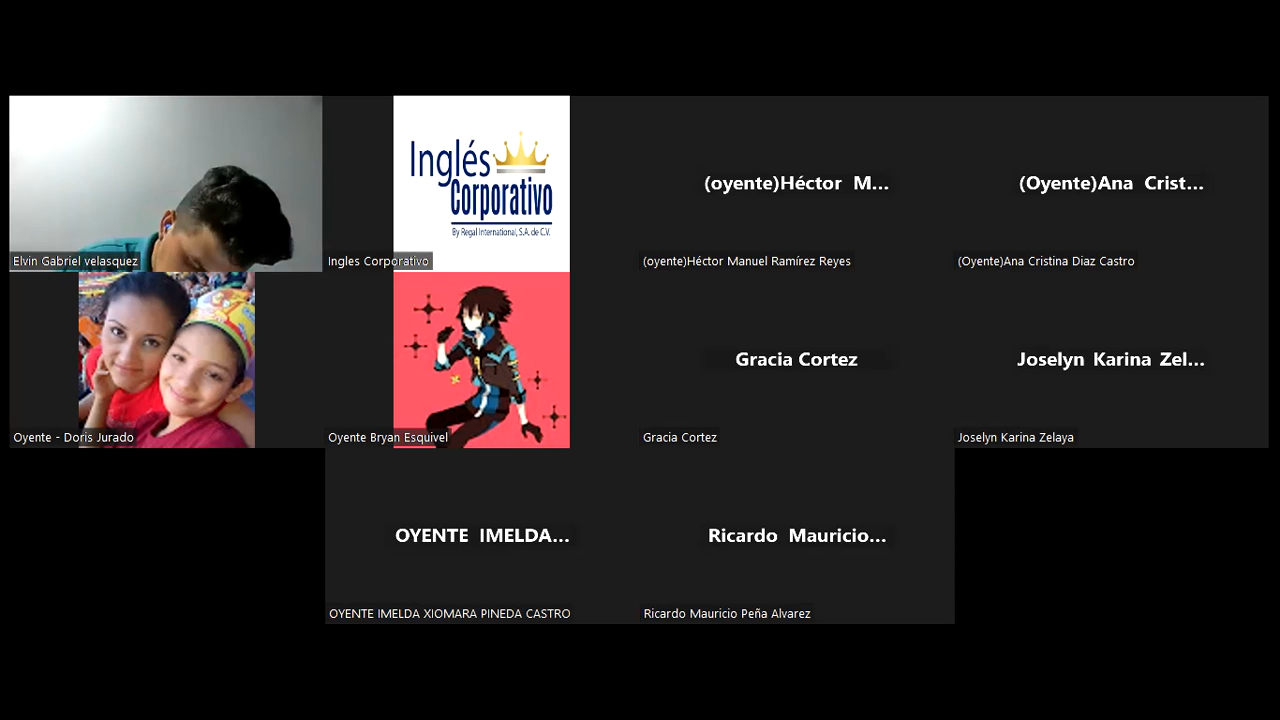 Inglés
Corporativo
By Regal International, S.A. de C.V.
(oyente)Héctor M...
(Oyente)Ana Crist...
Elvin Gabriel velasquez
Ingles Corporativo
(oyente)Héctor Manuel Ramírez Reyes
(Oyente)Ana Cristina Diaz Castro
Gracia Cortez
Joselyn Karina Zel...
Oyente - Doris Jurado
Oyente Bryan Esquivel
Gracia Cortez
Joselyn Karina Zelaya
OYENTE IMELDA...
Ricardo Mauricio...
OYENTE IMELDA XIOMARA PINEDA CASTRO
Ricardo Mauricio Peña Alvarez